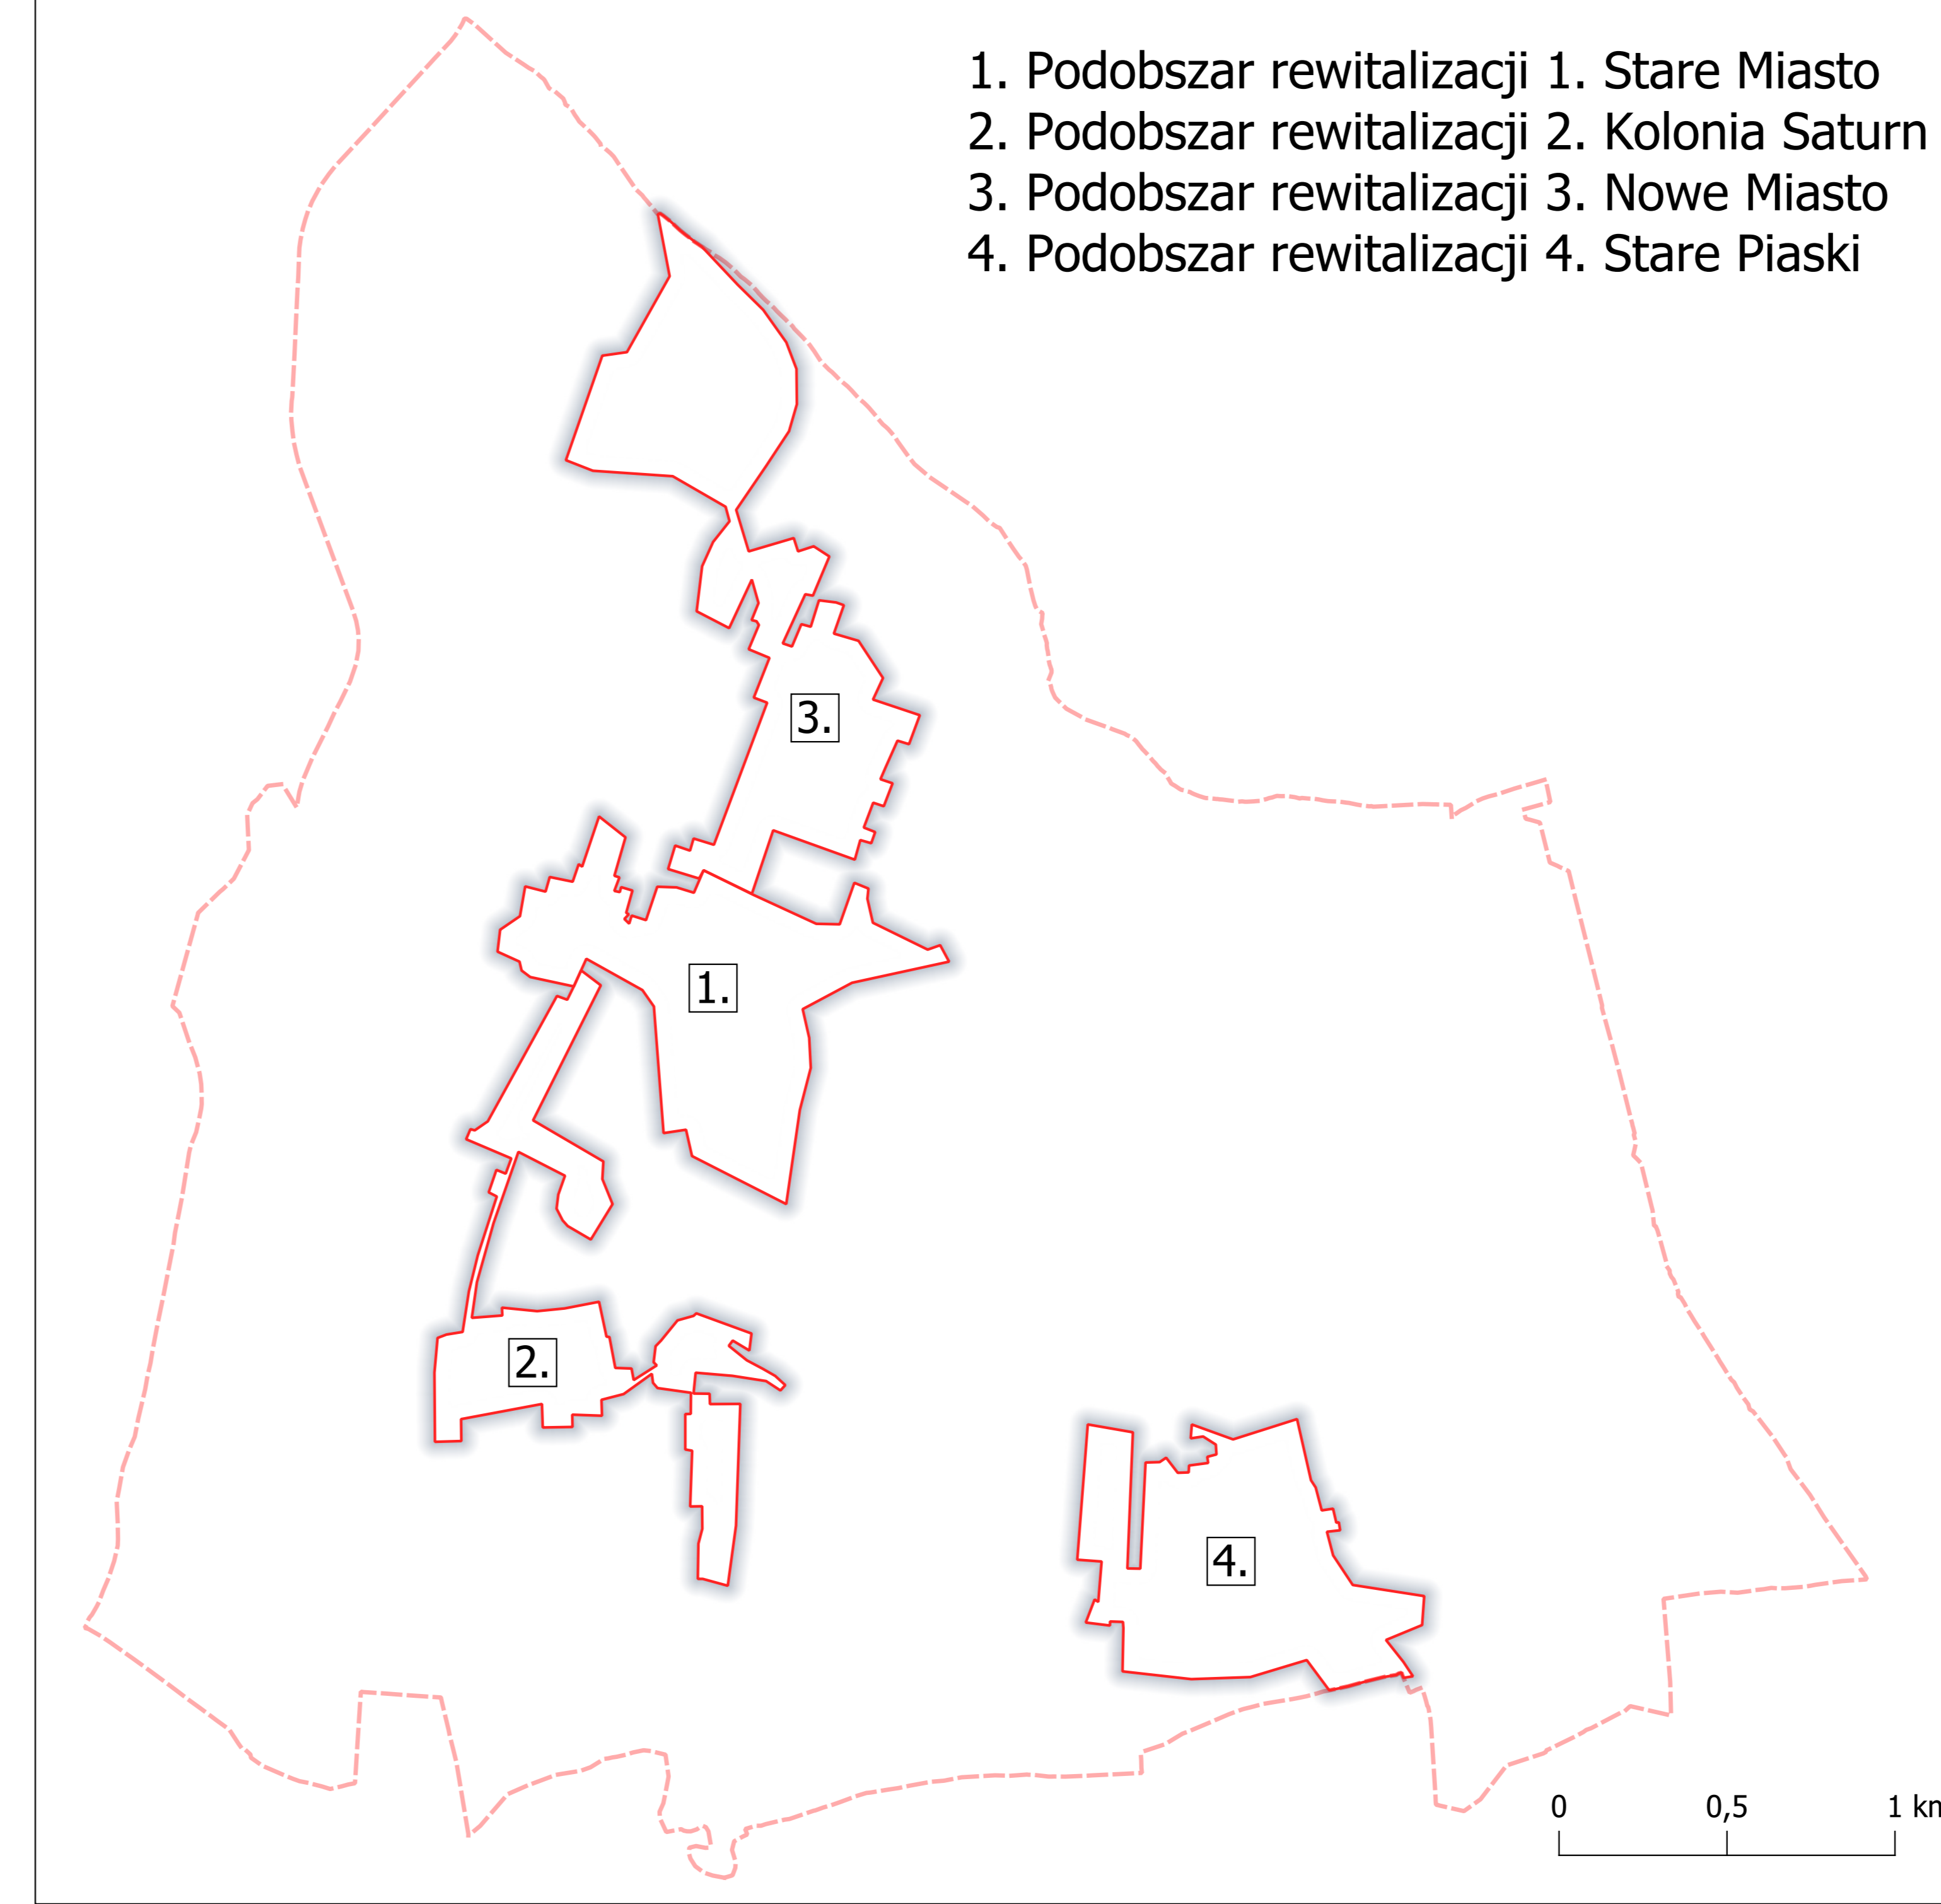 1. Podobszar rewitalizacji 1. Stare Miasto
2. Podobszar rewitalizacji 2. Kolonia Saturn
3. Podobszar rewitalizacji 3. Nowe Miasto
4. Podobszar rewitalizacji 4. Stare Piaski
3.
1.
2.
4.
0 0,5 1 km